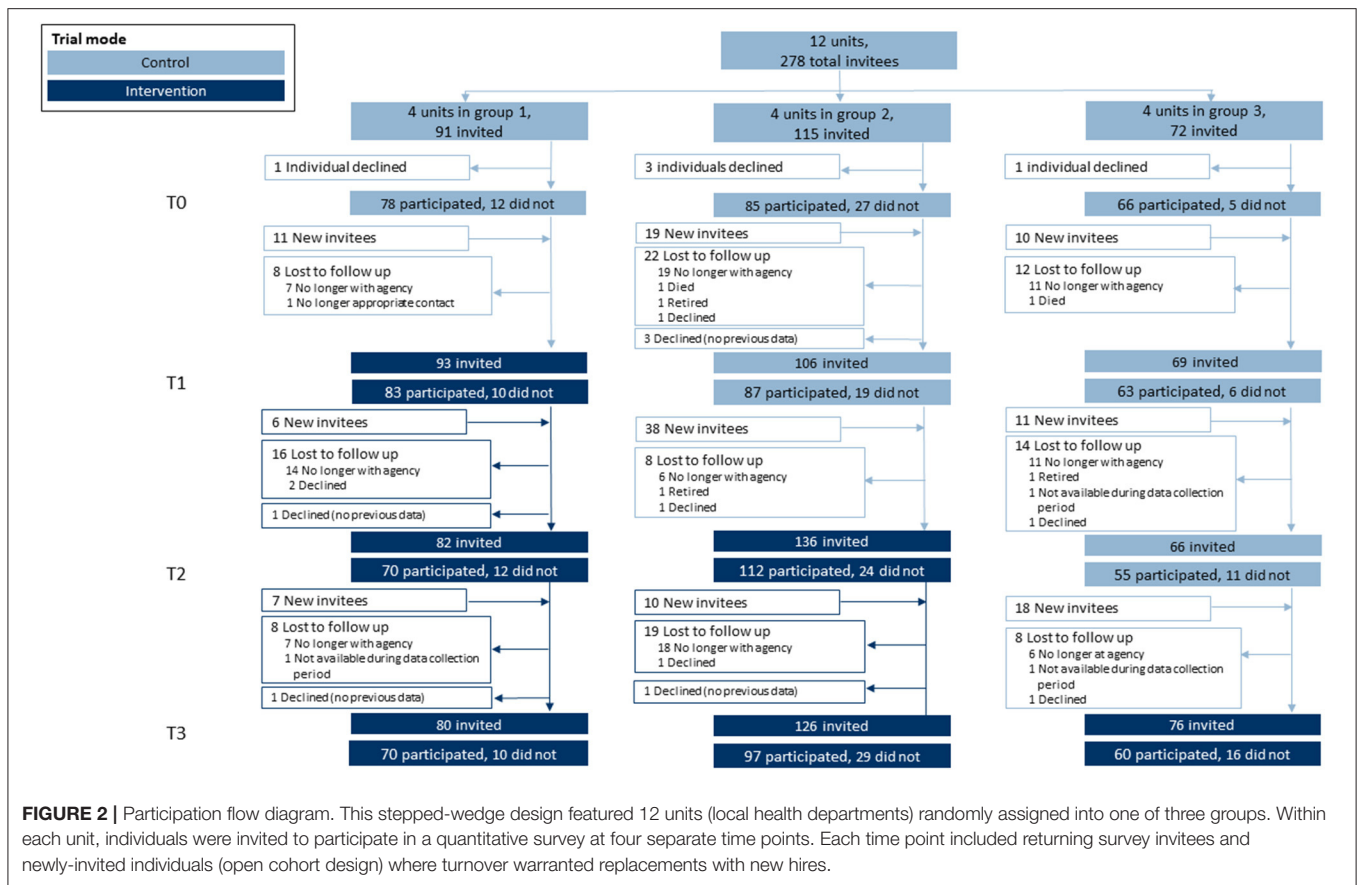 Trial mode
Control
Intervention
12 units,
278 total invitees
4 units in group 1,
91 invited
4 units in group 2,
115 invited
4 units in group 3,
72 invited
1 Individual declined
3 individuals declined
1 individual declined
T0
78 participated, 12 did not
85 participated, 27 did not
66 participated, 5 did not
11 New invitees
8 Lost to follow up
7 No longer with agency
1 No longer appropriate contact
19 New invitees
22 Lost to follow up
19 No longer with agency
1 Died
1 Retired
1 Declined
3 Declined (no previous data)
10 New invitees
12 Lost to follow up
11 No longer with agency
1 Died
T1
93 invited
83 participated, 10 did not
106 invited
87 participated, 19 did not
69 invited
63 participated, 6 did not
6 New invitees
16 Lost to follow up
14 No longer with agency
2 Declined
1 Declined (no previous data)
38 New invitees
8 Lost to follow up
6 No longer with agency
1 Retired
1 Declined
11 New invitees
14 Lost to follow up
11 No longer with agency
1 Retired
1 Not available during data collection
period
1 Declined
T2
82 invited
70 participated, 12 did not
136 invited
112 participated, 24 did not
66 invited
55 participated, 11 did not
7 New invitees
8 Lost to follow up
7 No longer with agency
1 Not available during data collection
period
1 Declined (no previous data)
10 New invitees
19 Lost to follow up
18 No longer with agency
1 Declined
1 Declined (no previous data)
18 New invitees
8 Lost to follow up
6 No longer at agency
1 Not available during data collection
period
1 Declined
T3
80 invited
70 participated, 10 did not
126 invited
97 participated, 29 did not
76 invited
60 participated, 16 did not
FIGURE 2 | Participation flow diagram. This stepped-wedge design featured 12 units (local health departments) randomly assigned into one of three groups. Within
each unit, individuals were invited to participate in a quantitative survey at four separate time points. Each time point included returning survey invitees and
newly-invited individuals (open cohort design) where turnover warranted replacements with new hires.